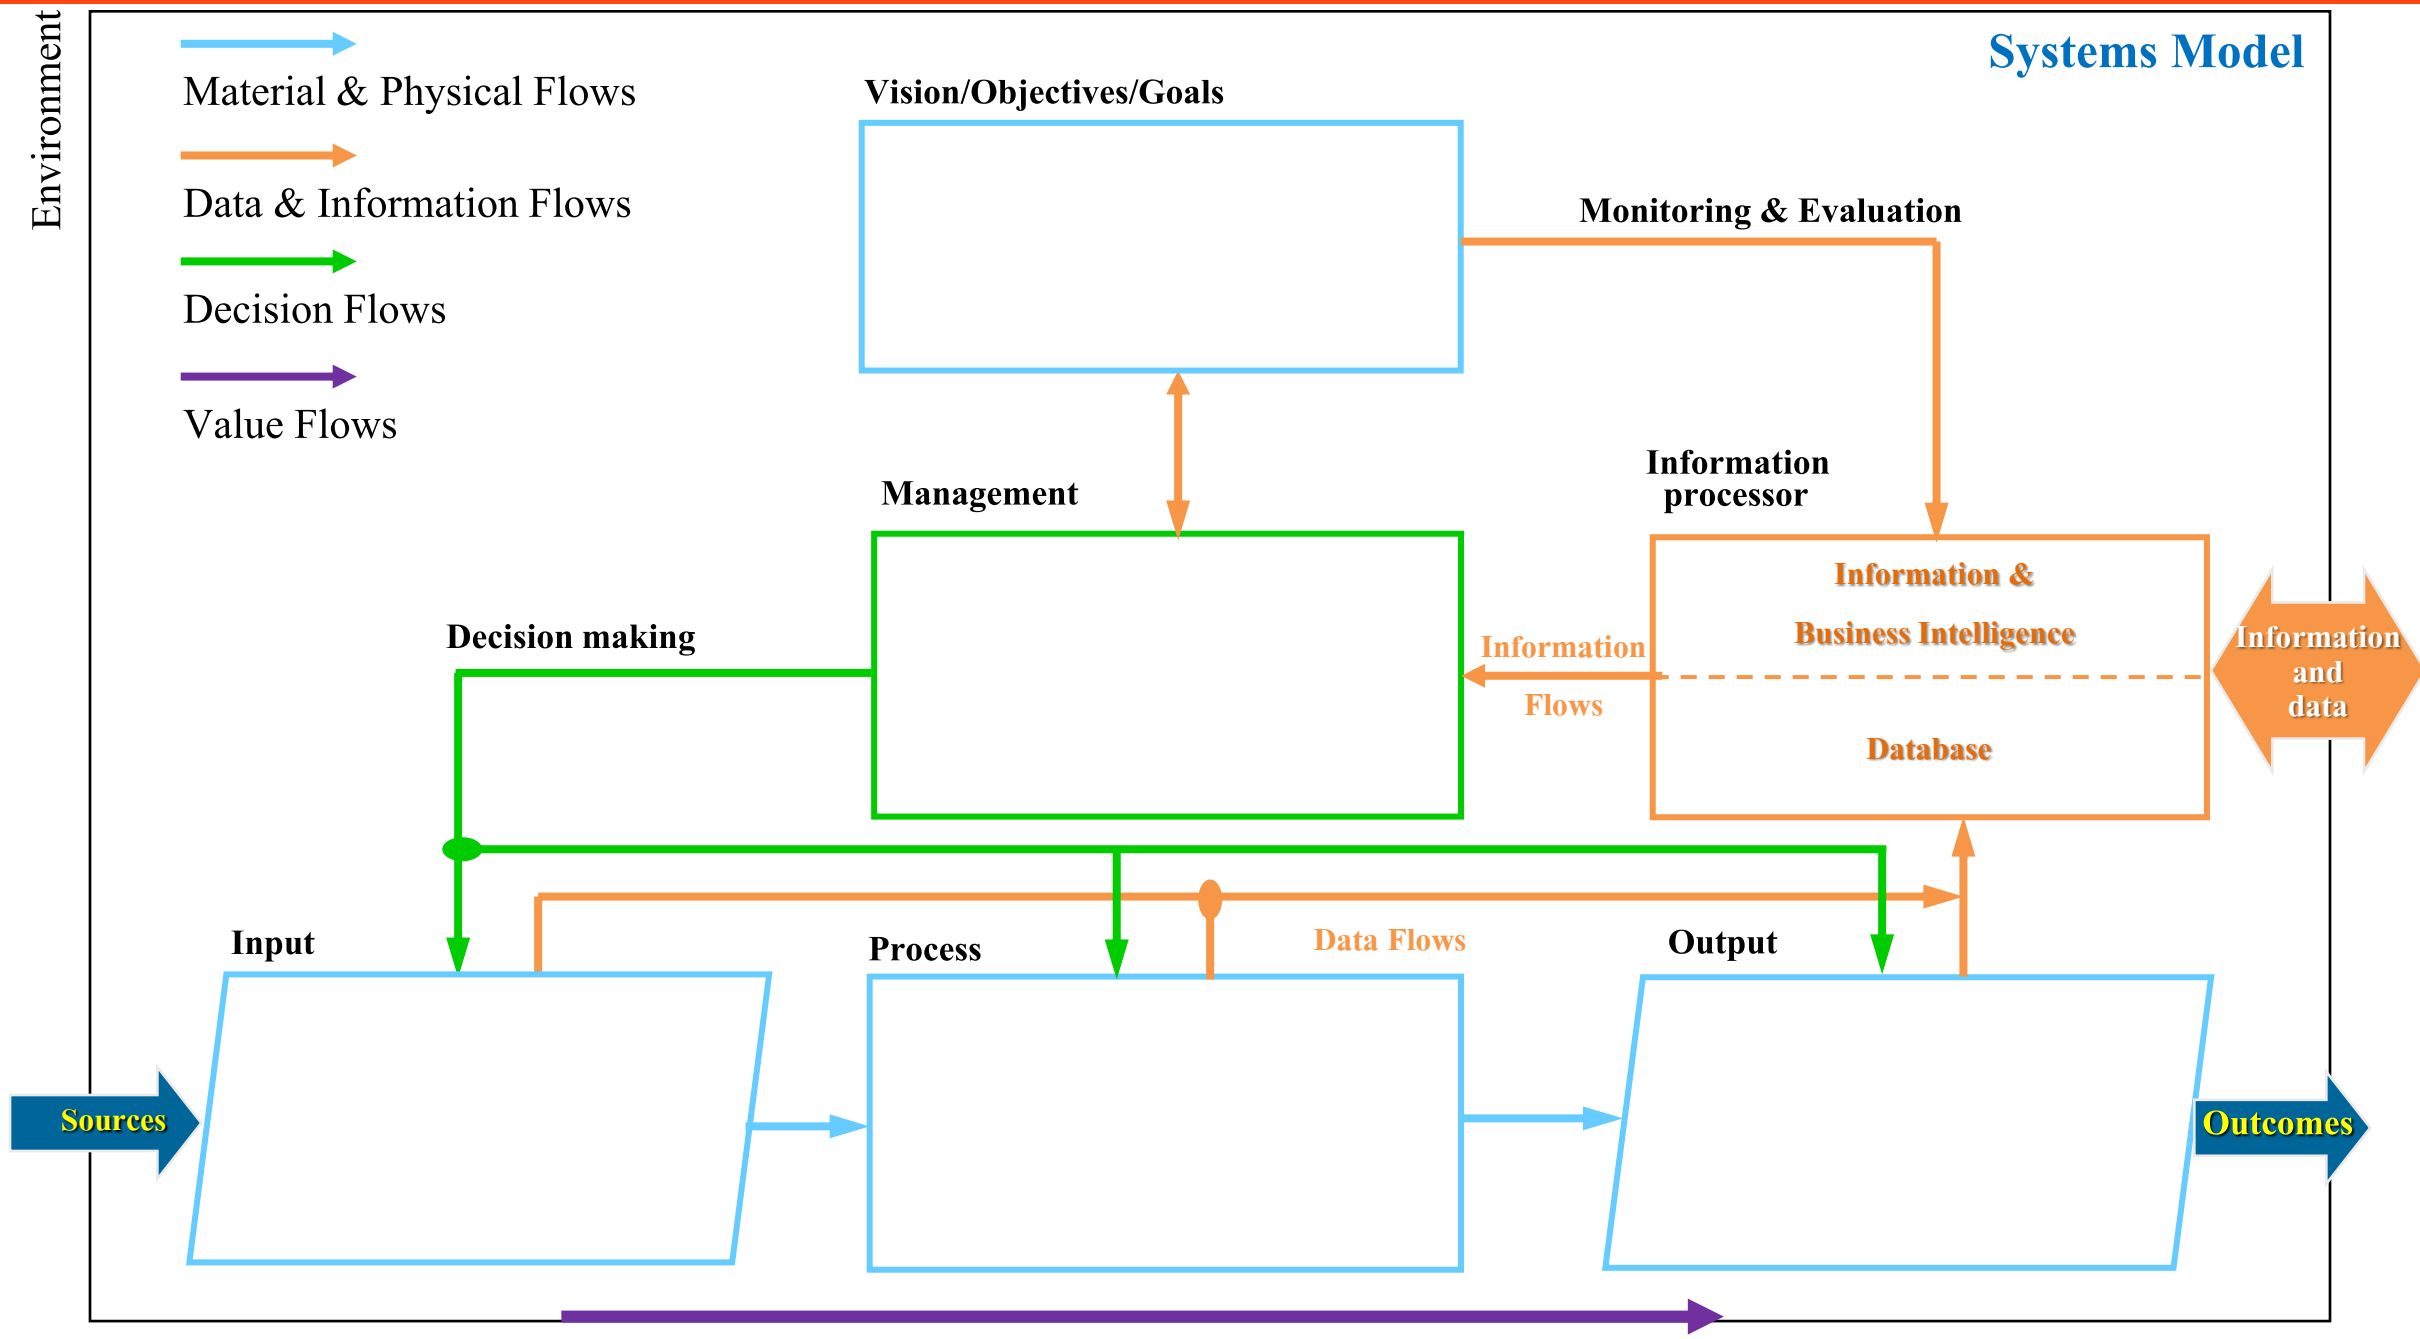 Environment
Systems Model
Material & Physical Flows
Data & Information Flows
Decision Flows
Value Flows
Vision/Objectives/Goals
Monitoring & Evaluation
Management
Information
processor
Information &
Business Intelligence
Database
Information
and
data
Decision making
Information
Flows
Input
Process
Data Flows
Output
Sources
Outcomes